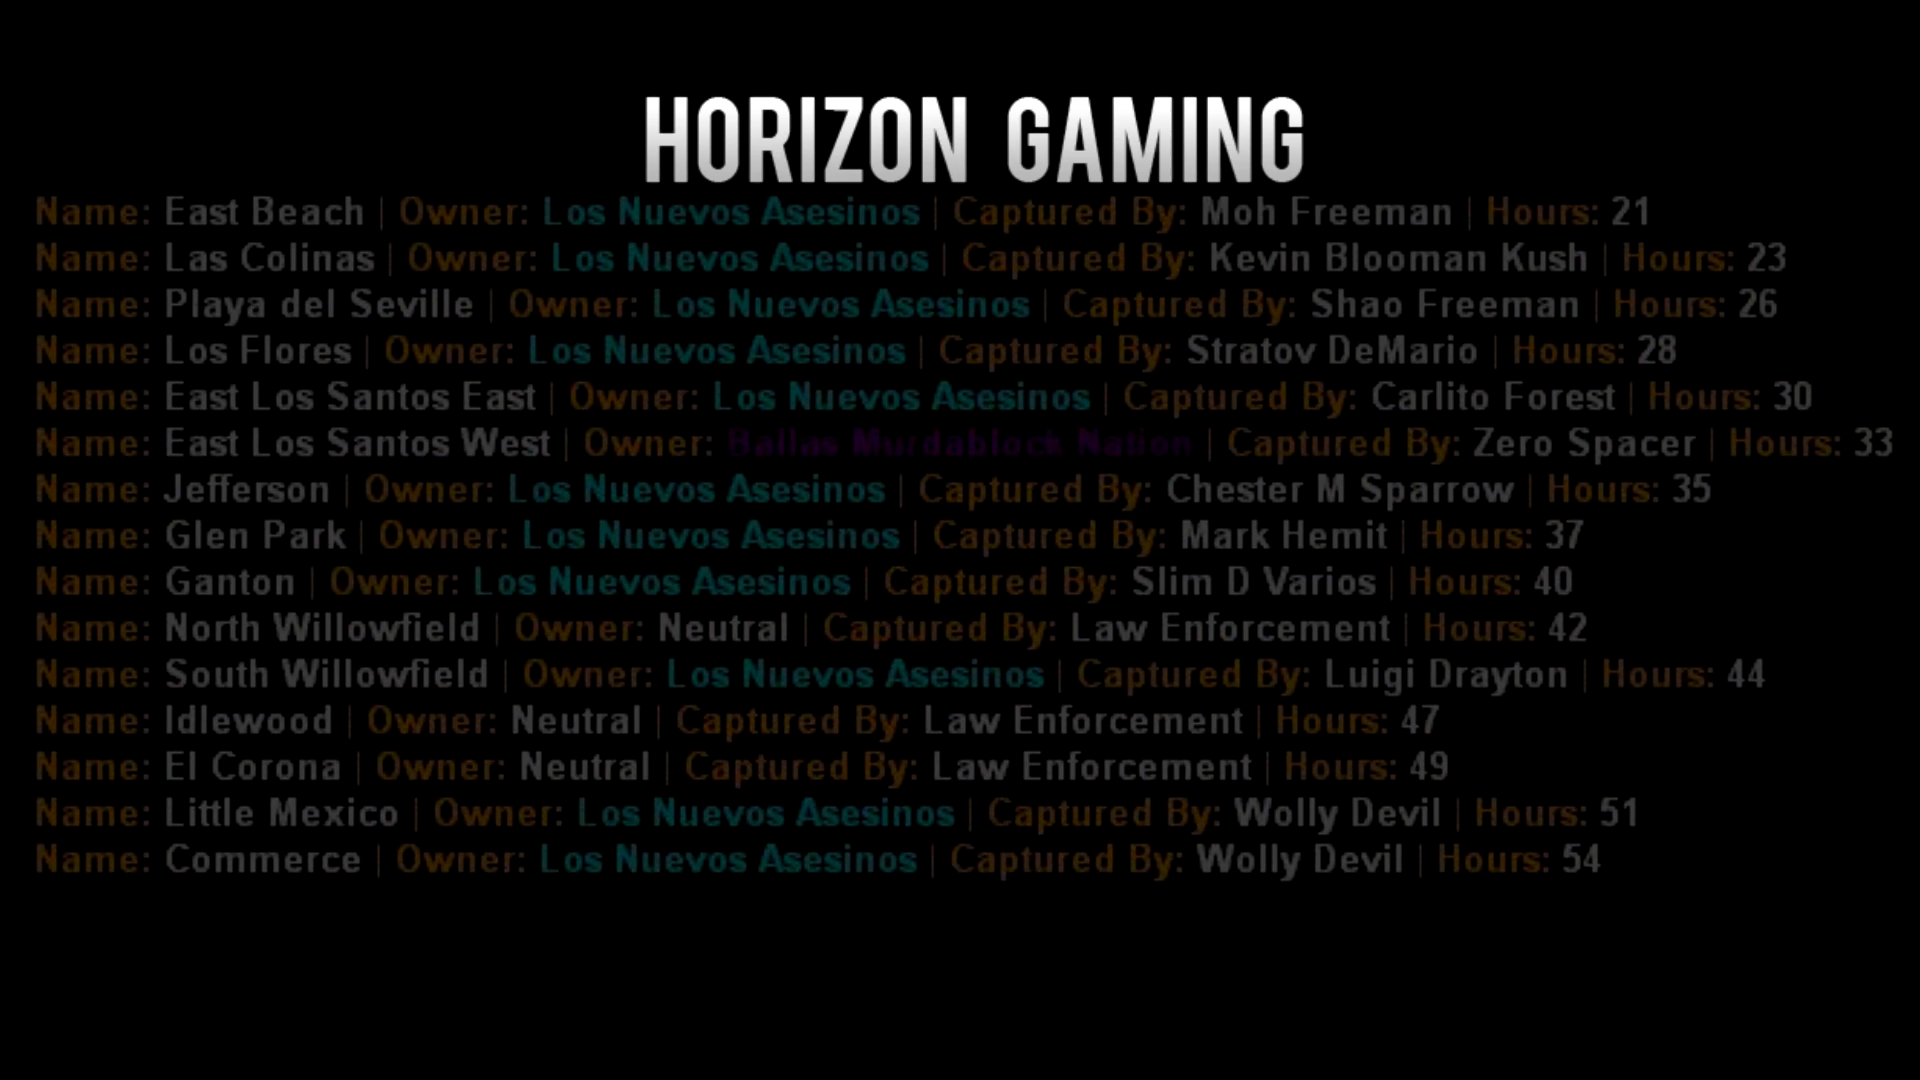 HORIZON GAMING
Name: East Beach | Owner: Los Nuevos Asesinos | Captured By: Moh Freeman | Hours: 21
Name: Las Colinas | Owner: Los Nuevos Asesinos | Captured By: Kevin Blooman Kush | Hours: 23
Name: Playa del Seville | Owner: Los Nuevos Asesinos | Captured By: Shao Freeman | Hours: 26
Name: Los Flores | Owner: Los Nuevos Asesinos | Captured By: Stratov DeMario | Hours: 28
Name: East Los Santos East | Owner: Los Nuevos Asesinos | Captured By: Carlito Forest | Hours: 30
Name: East Los Santos West | Owner: Ballas Murdablock Nation | Captured By: Zero Spacer | Hours: 33
Name: Jefferson | Owner: Los Nuevos Asesinos | Captured By: Chester M Sparrow | Hours: 35
Name: Glen Park | Owner: Los Nuevos Asesinos | Captured By: Mark Hemit | Hours: 37
Name: Ganton | Owner: Los Nuevos Asesinos | Captured By: Slim D Varios | Hours: 40
Name: North Willowfield | Owner: Neutral | Captured By: Law Enforcement | Hours: 42
Name: South Willowfield | Owner: Los Nuevos Asesinos | Captured By: Luigi Drayton | Hours: 44
Name: Idlewood | Owner: Neutral | Captured By: Law Enforcement | Hours: 47
Name: El Corona | Owner: Neutral | Captured By: Law Enforcement | Hours: 49
Name: Little Mexico | Owner: Los Nuevos Asesinos | Captured By: Wolly Devil | Hours: 51
Name: Commerce | Owner: Los Nuevos Asesinos | Captured By: Wolly Devil | Hours: 54